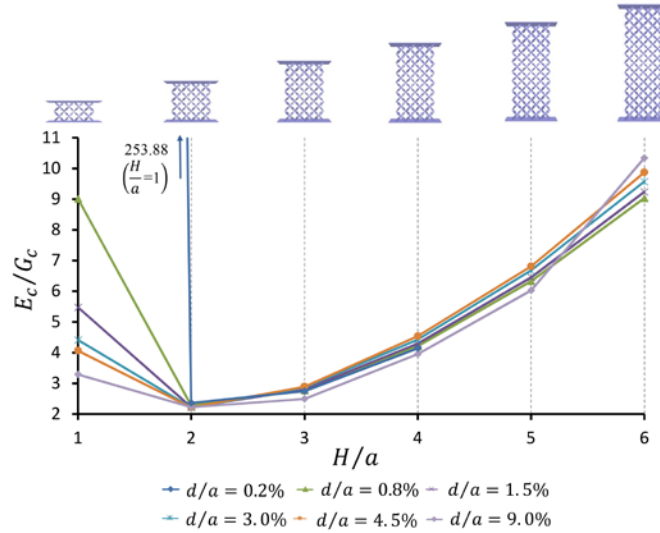 253.88
(H/a=1)
11
10
9
8
7
6
5
4
3
2
E_c/G_c
1 2 3 4 5 6
H/a
d/a = 0.2% d/a = 0.8% d/a = 1.5%
d/a = 3.0% d/a = 4.5% d/a = 9.0%